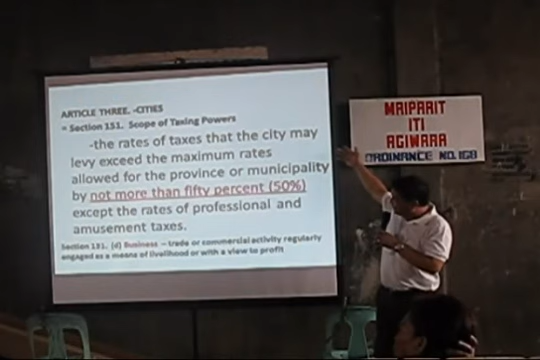 ARTICLE THREE. -CITIES
= Section 151. Scope of Taxing Powers
-the rates of taxes that the city may
levy exceed the maximum rates
allowed for the province or municipality
by not more than fifty percent (50%)
except the rates of professional and
amusement taxes.
Section 131. (d) Business – trade or commercial activity regularly
engaged as a means of livelihood or with a view to profit
MAIPARIT
ITI
AGIWARA
ORDINANCE NO. 168